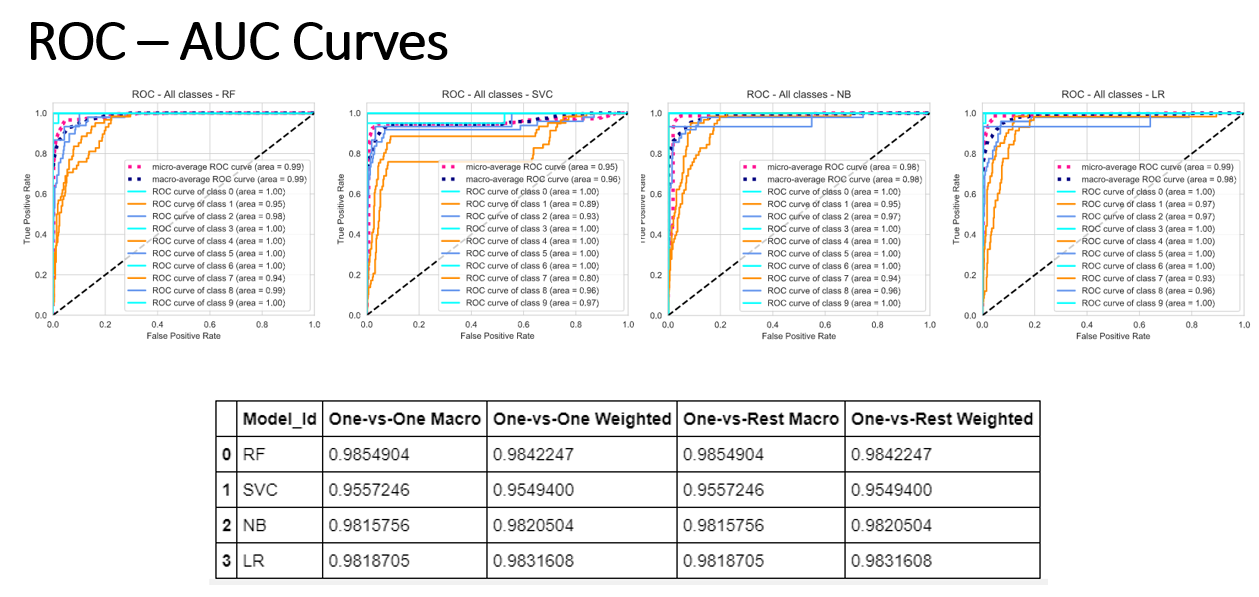 ROC – AUC Curves
ROC - All classes - RF
True Positive Rate
1.0
0.8
0.6
0.4
0.2
0.0
micro-average ROC curve (area = 0.99)
macro-average ROC curve (area = 0.99)
ROC curve of class 0 (area = 1.00)
ROC curve of class 1 (area = 0.95)
ROC curve of class 2 (area = 0.98)
ROC curve of class 3 (area = 1.00)
ROC curve of class 4 (area = 1.00)
ROC curve of class 5 (area = 1.00)
ROC curve of class 6 (area = 1.00)
ROC curve of class 7 (area = 0.94)
ROC curve of class 8 (area = 0.99)
ROC curve of class 9 (area = 1.00)
0.0 0.2 0.4 0.6 0.8 1.0
False Positive Rate
ROC - All classes - SVC
True Positive Rate
1.0
0.8
0.6
0.4
0.2
0.0
micro-average ROC curve (area = 0.95)
macro-average ROC curve (area = 0.96)
ROC curve of class 0 (area = 1.00)
ROC curve of class 1 (area = 0.89)
ROC curve of class 2 (area = 0.93)
ROC curve of class 3 (area = 1.00)
ROC curve of class 4 (area = 1.00)
ROC curve of class 5 (area = 1.00)
ROC curve of class 6 (area = 1.00)
ROC curve of class 7 (area = 0.80)
ROC curve of class 8 (area = 0.96)
ROC curve of class 9 (area = 0.97)
0.0 0.2 0.4 0.6 0.8 1.0
False Positive Rate
ROC - All classes - NB
Positive Rate
1.0
0.8
0.6
0.4
0.2
0.0
micro-average ROC curve (area = 0.98)
macro-average ROC curve (area = 0.98)
ROC curve of class 0 (area = 1.00)
ROC curve of class 1 (area = 0.95)
ROC curve of class 2 (area = 0.97)
ROC curve of class 3 (area = 1.00)
ROC curve of class 4 (area = 1.00)
ROC curve of class 5 (area = 1.00)
ROC curve of class 6 (area = 1.00)
ROC curve of class 7 (area = 0.94)
ROC curve of class 8 (area = 0.96)
ROC curve of class 9 (area = 1.00)
0.0 0.2 0.4 0.6 0.8 1.0
False Positive Rate
ROC - All classes - LR
True Positive Rate
1.0
0.8
0.6
0.4
0.2
0.0
micro-average ROC curve (area = 0.99)
macro-average ROC curve (area = 0.98)
ROC curve of class 0 (area = 1.00)
ROC curve of class 1 (area = 0.97)
ROC curve of class 2 (area = 0.97)
ROC curve of class 3 (area = 1.00)
ROC curve of class 4 (area = 1.00)
ROC curve of class 5 (area = 1.00)
ROC curve of class 6 (area = 1.00)
ROC curve of class 7 (area = 0.93)
ROC curve of class 8 (area = 0.96)
ROC curve of class 9 (area = 1.00)
0.0 0.2 0.4 0.6 0.8 1.0
False Positive Rate
Model_Id One-vs-One Macro One-vs-One Weighted One-vs-Rest Macro One-vs-Rest Weighted
0 RF 0.9854904 0.9842247 0.9854904 0.9842247
1 SVC 0.9557246 0.9549400 0.9557246 0.9549400
2 NB 0.9815756 0.9820504 0.9815756 0.9820504
3 LR 0.9818705 0.9831608 0.9818705 0.9831608